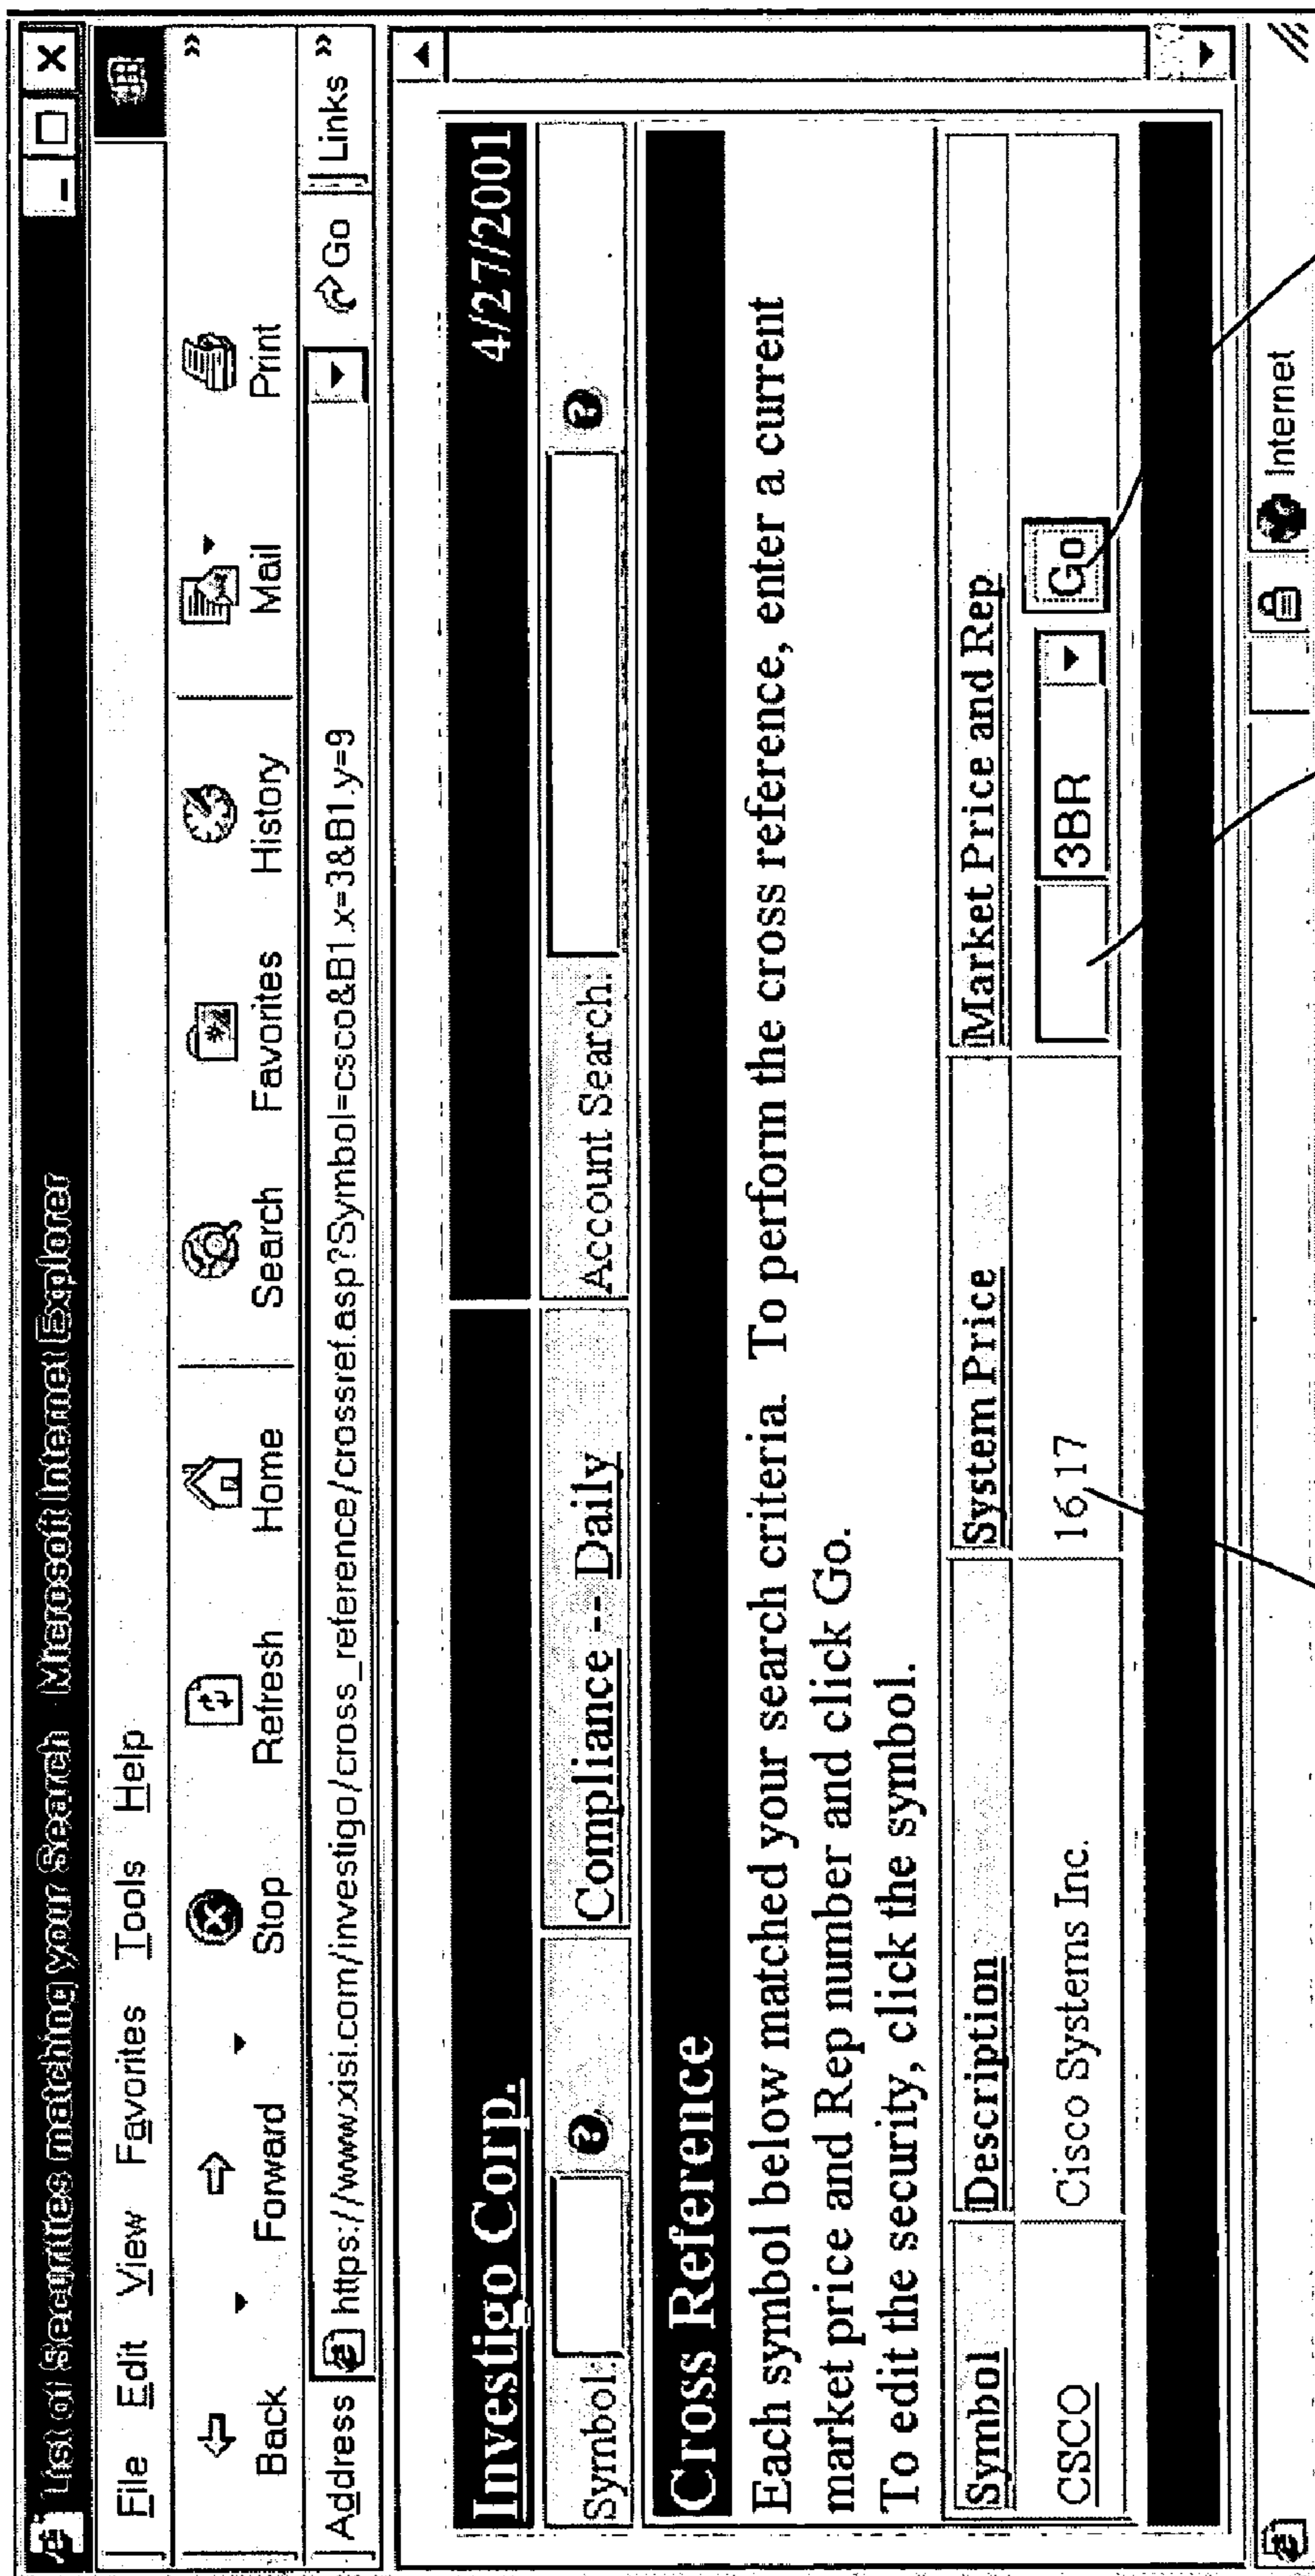 List of Securities matching your Search - Microsoft Internet Explorer
File Edit View Favorites Tools Help
Back Forward Stop Refresh Home Search Favorites History Mail Print »
Address https://www.xisi.com/investigo/cross_reference/crossref.asp?Symbol=csco&B1.x=3&B1.y=9 Go Links »
Investigo Corp. 4/27/2001
Symbol: ? Compliance -- Daily Account Search: ?
Cross Reference
Each symbol below matched your search criteria. To perform the cross reference, enter a current
market price and Rep number and click Go.
To edit the security, click the symbol.
Symbol Description System Price Market Price and Rep
CSCO Cisco Systems Inc. 16.17 3BR Go
Internet